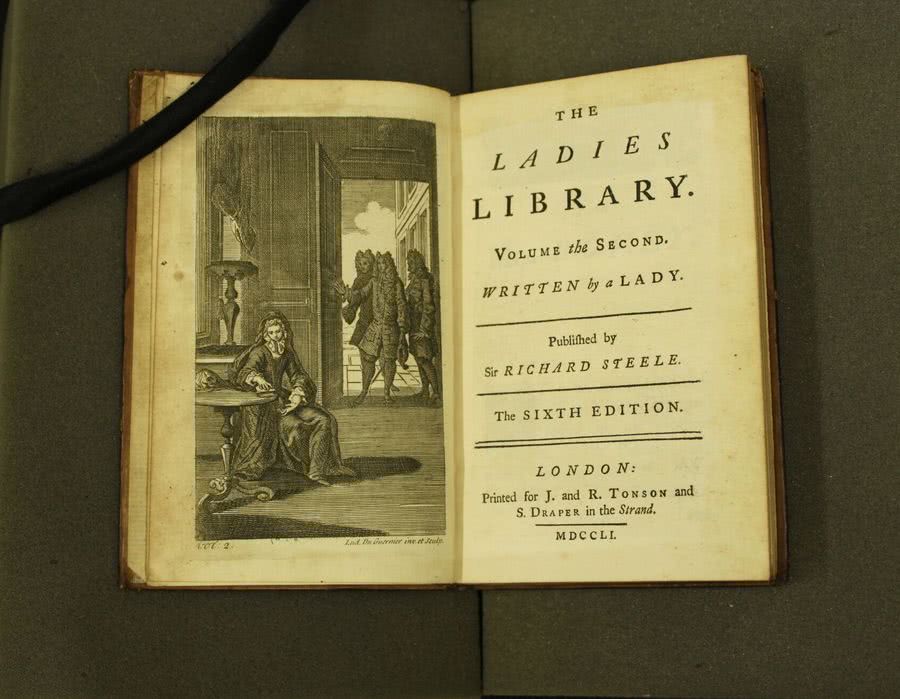 VOL. 2.
Lud. Du Guernier inv. et Sculp.
THE
LADIES
LIBRARY.
VOLUME the SECOND.
WRITTEN by a LADY.
Publiſhed by
Sir RICHARD STEELE.
The SIXTH EDITION.
LONDON:
Printed for J. and R. TONSON and
S. DRAPER in the Strand.
MDCCLI.